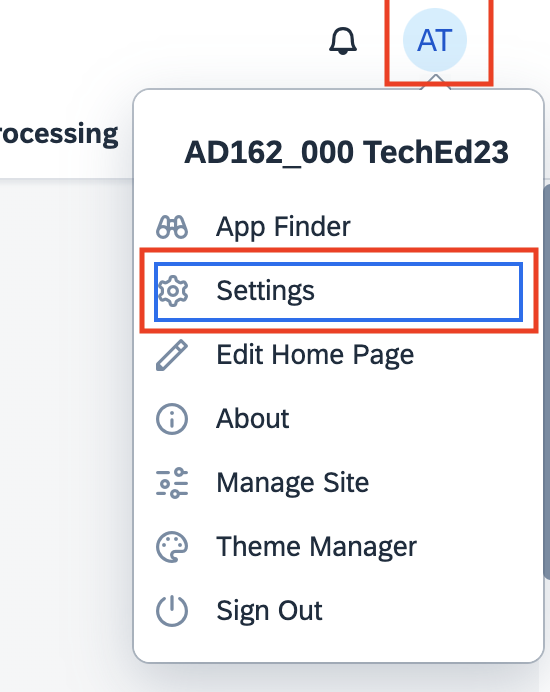 AT
rocessing
AD162_000 TechEd23
App Finder
Settings
Edit Home Page
About
Manage Site
Theme Manager
Sign Out